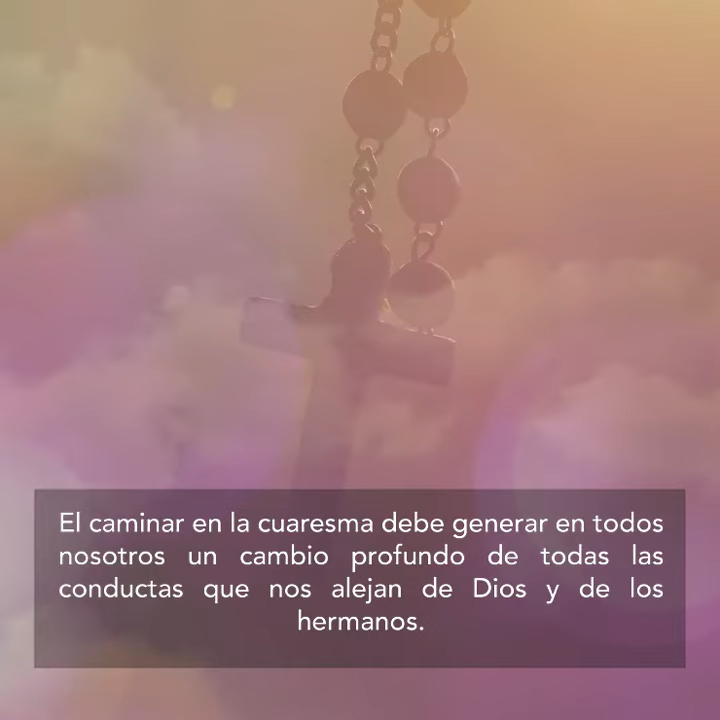 El caminar en la cuaresma debe generar en todos
nosotros un cambio profundo de todas las
conductas que nos alejan de Dios y de los
hermanos.